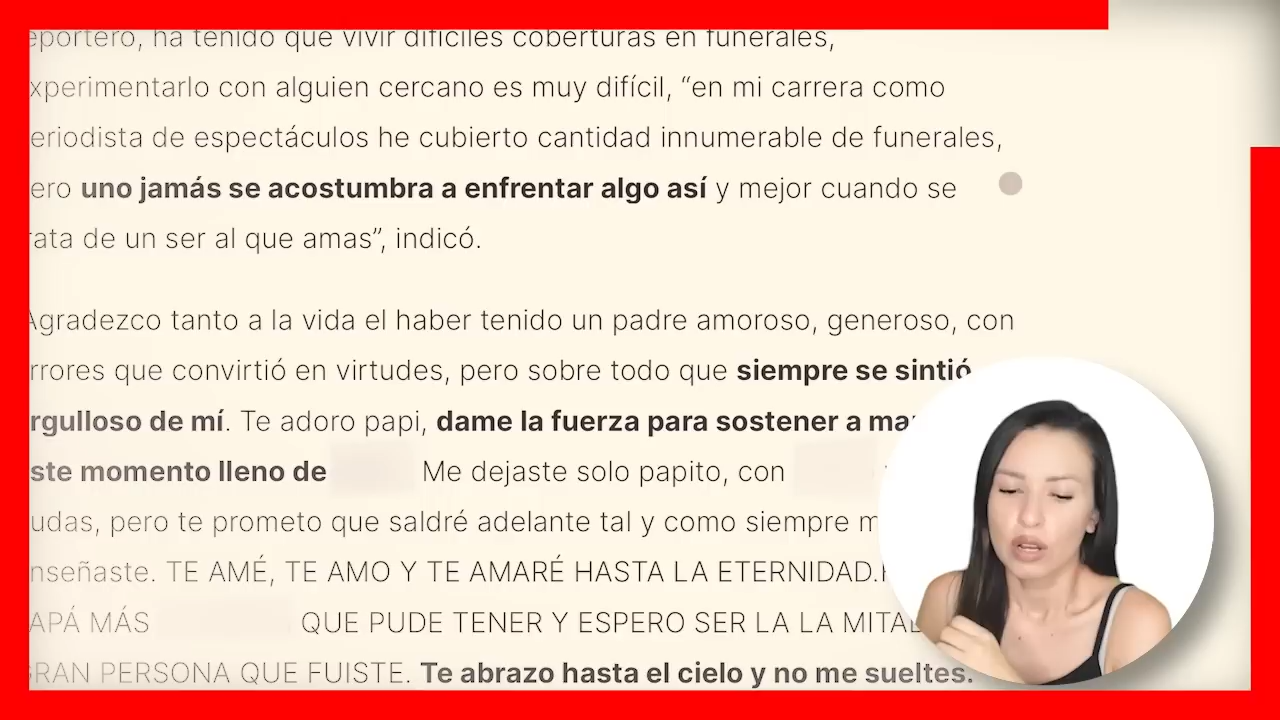 eportero, ha tenido que vivir difíciles coberturas en funerales,
xperimentarlo con alguien cercano es muy difícil, “en mi carrera como
eriodista de espectáculos he cubierto cantidad innumerable de funerales,
ero uno jamás se acostumbra a enfrentar algo así y mejor cuando se
rata de un ser al que amas”, indicó.
Agradezco tanto a la vida el haber tenido un padre amoroso, generoso, con
rrores que convirtió en virtudes, pero sobre todo que siempre se sintió
rgulloso de mí. Te adoro papi, dame la fuerza para sostener a ma
ste momento lleno de Me dejaste solo papito, con
udas, pero te prometo que saldré adelante tal y como siempre m
nseñaste. TE AMÉ, TE AMO Y TE AMARÉ HASTA LA ETERNIDAD.
APÁ MÁS QUE PUDE TENER Y ESPERO SER LA LA MITAD
GRAN PERSONA QUE FUISTE. Te abrazo hasta el cielo y no me sueltes.